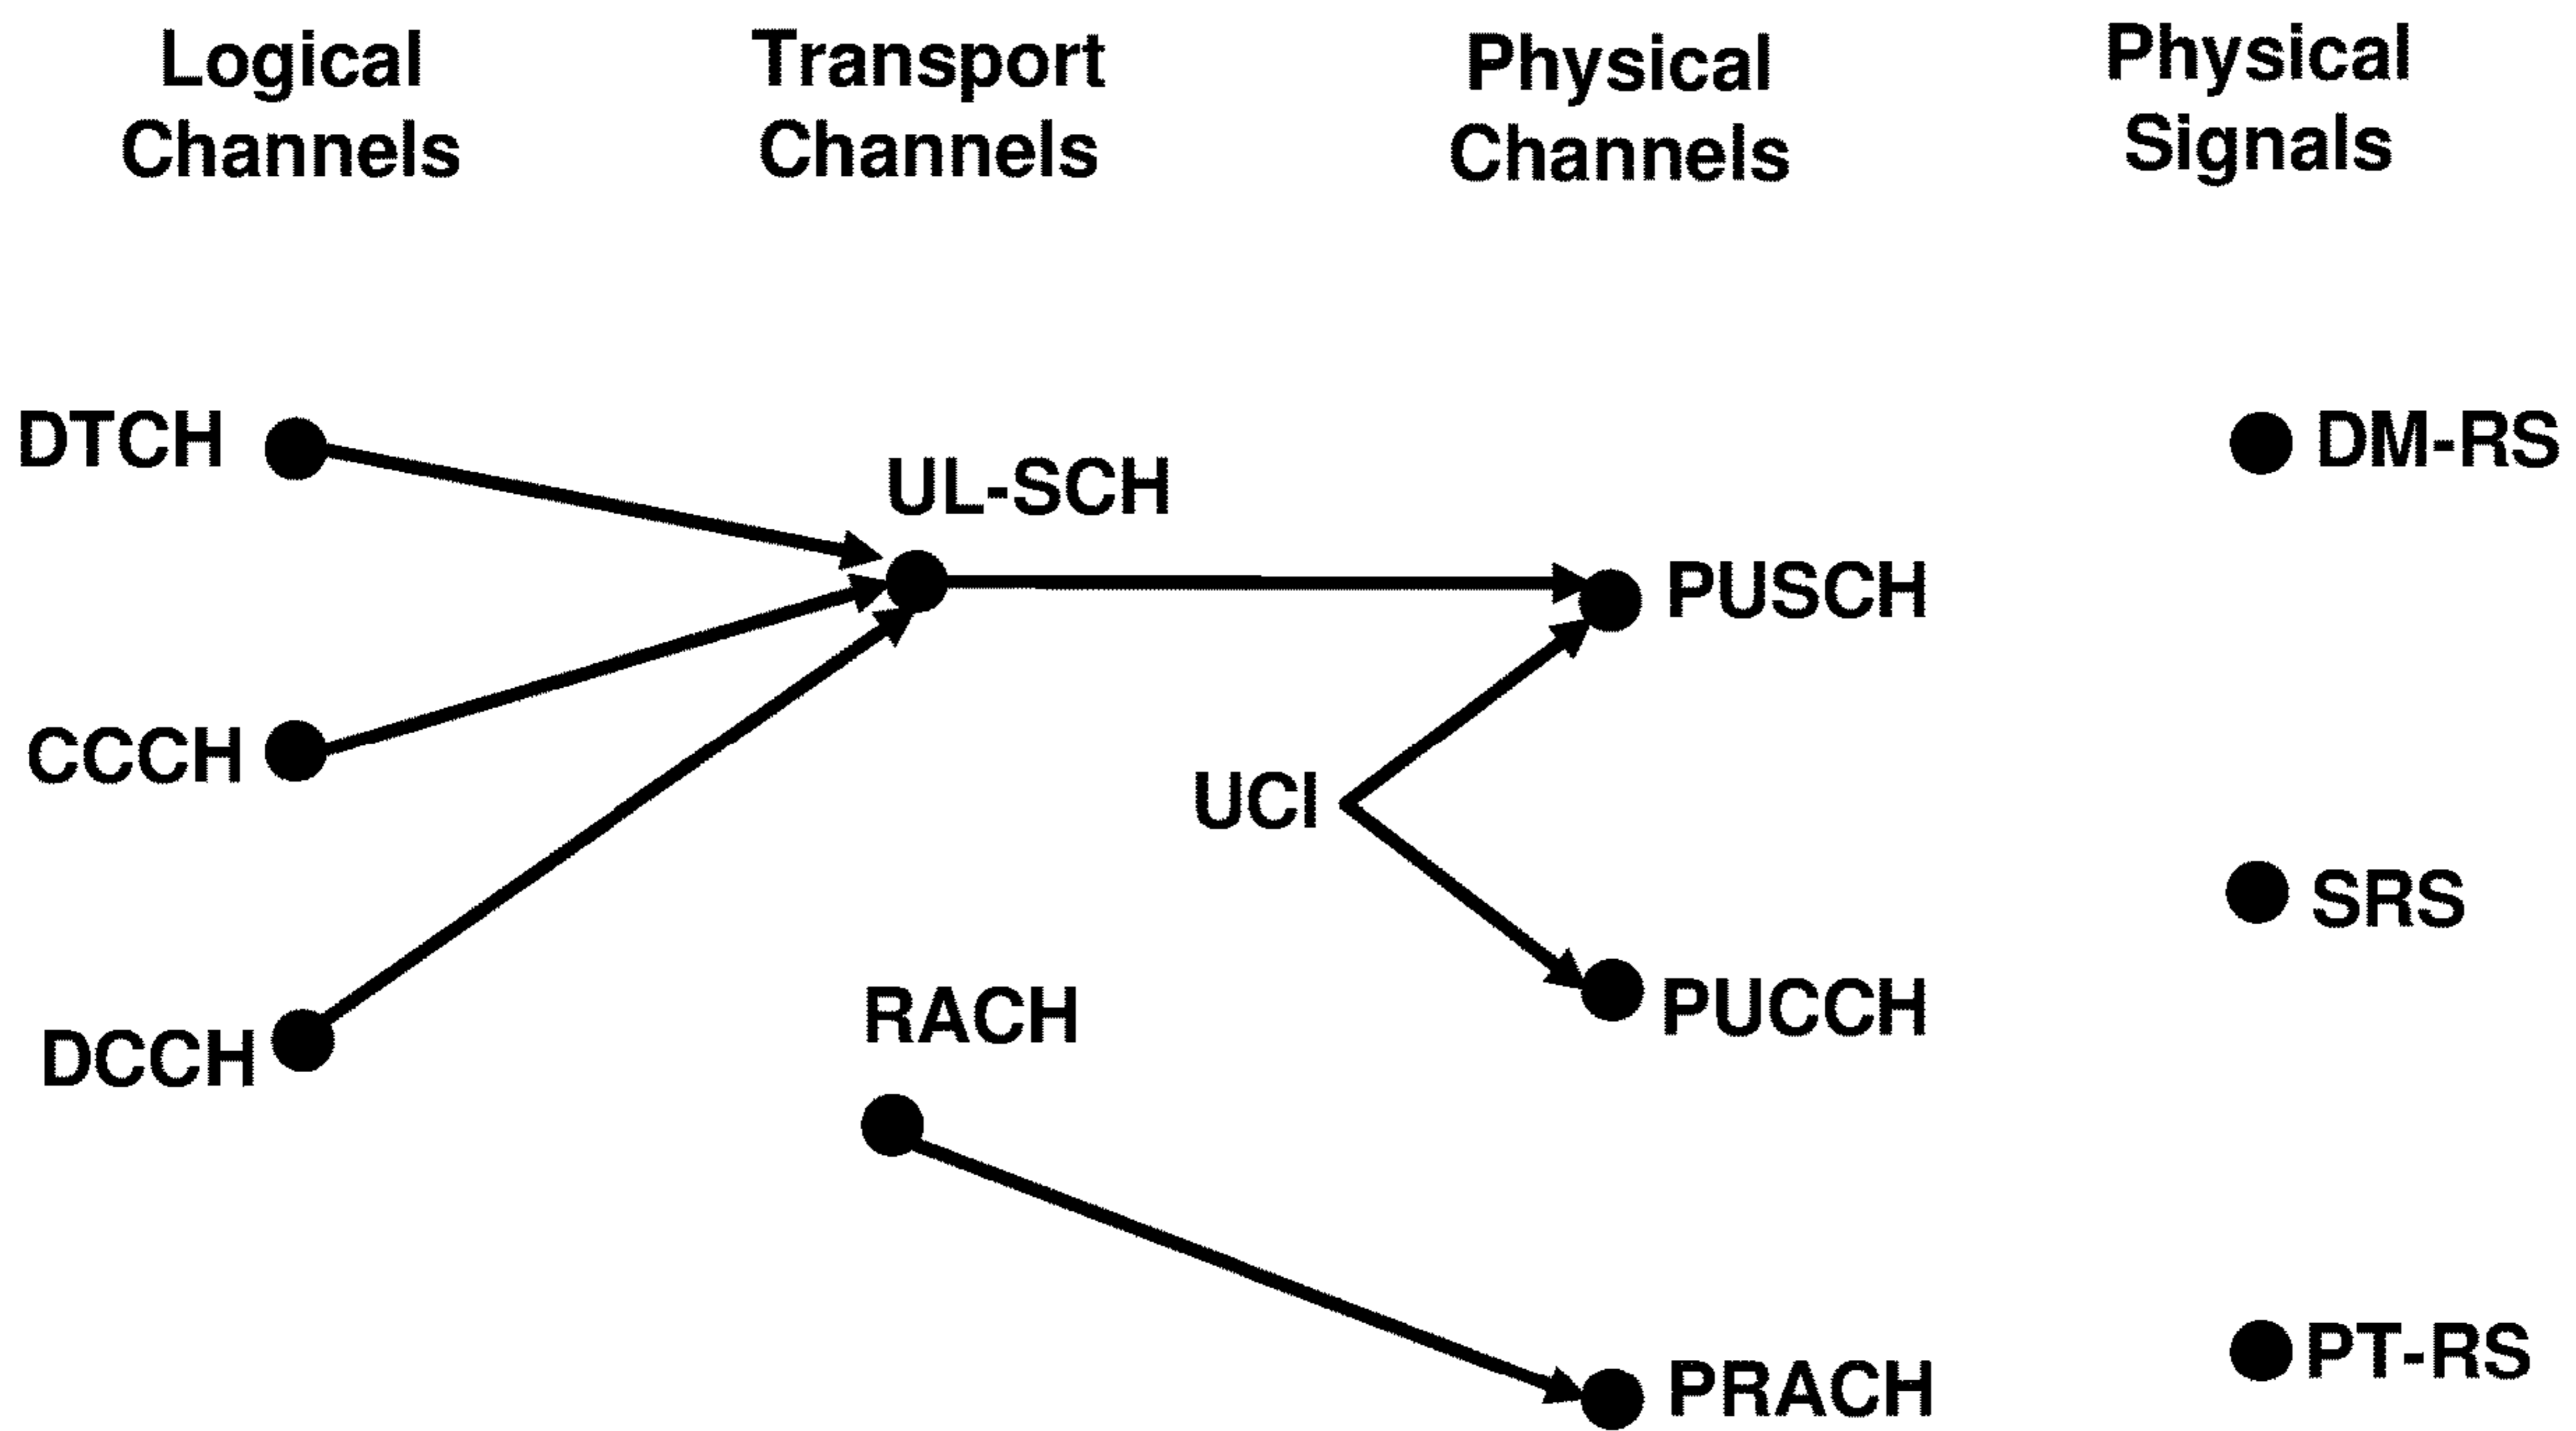 Logical
Channels
Transport
Channels
Physical
Channels
Physical
Signals
DTCH
UL-SCH
DM-RS
PUSCH
CCCH
UCI
SRS
DCCH
RACH
PUCCH
PRACH
PT-RS